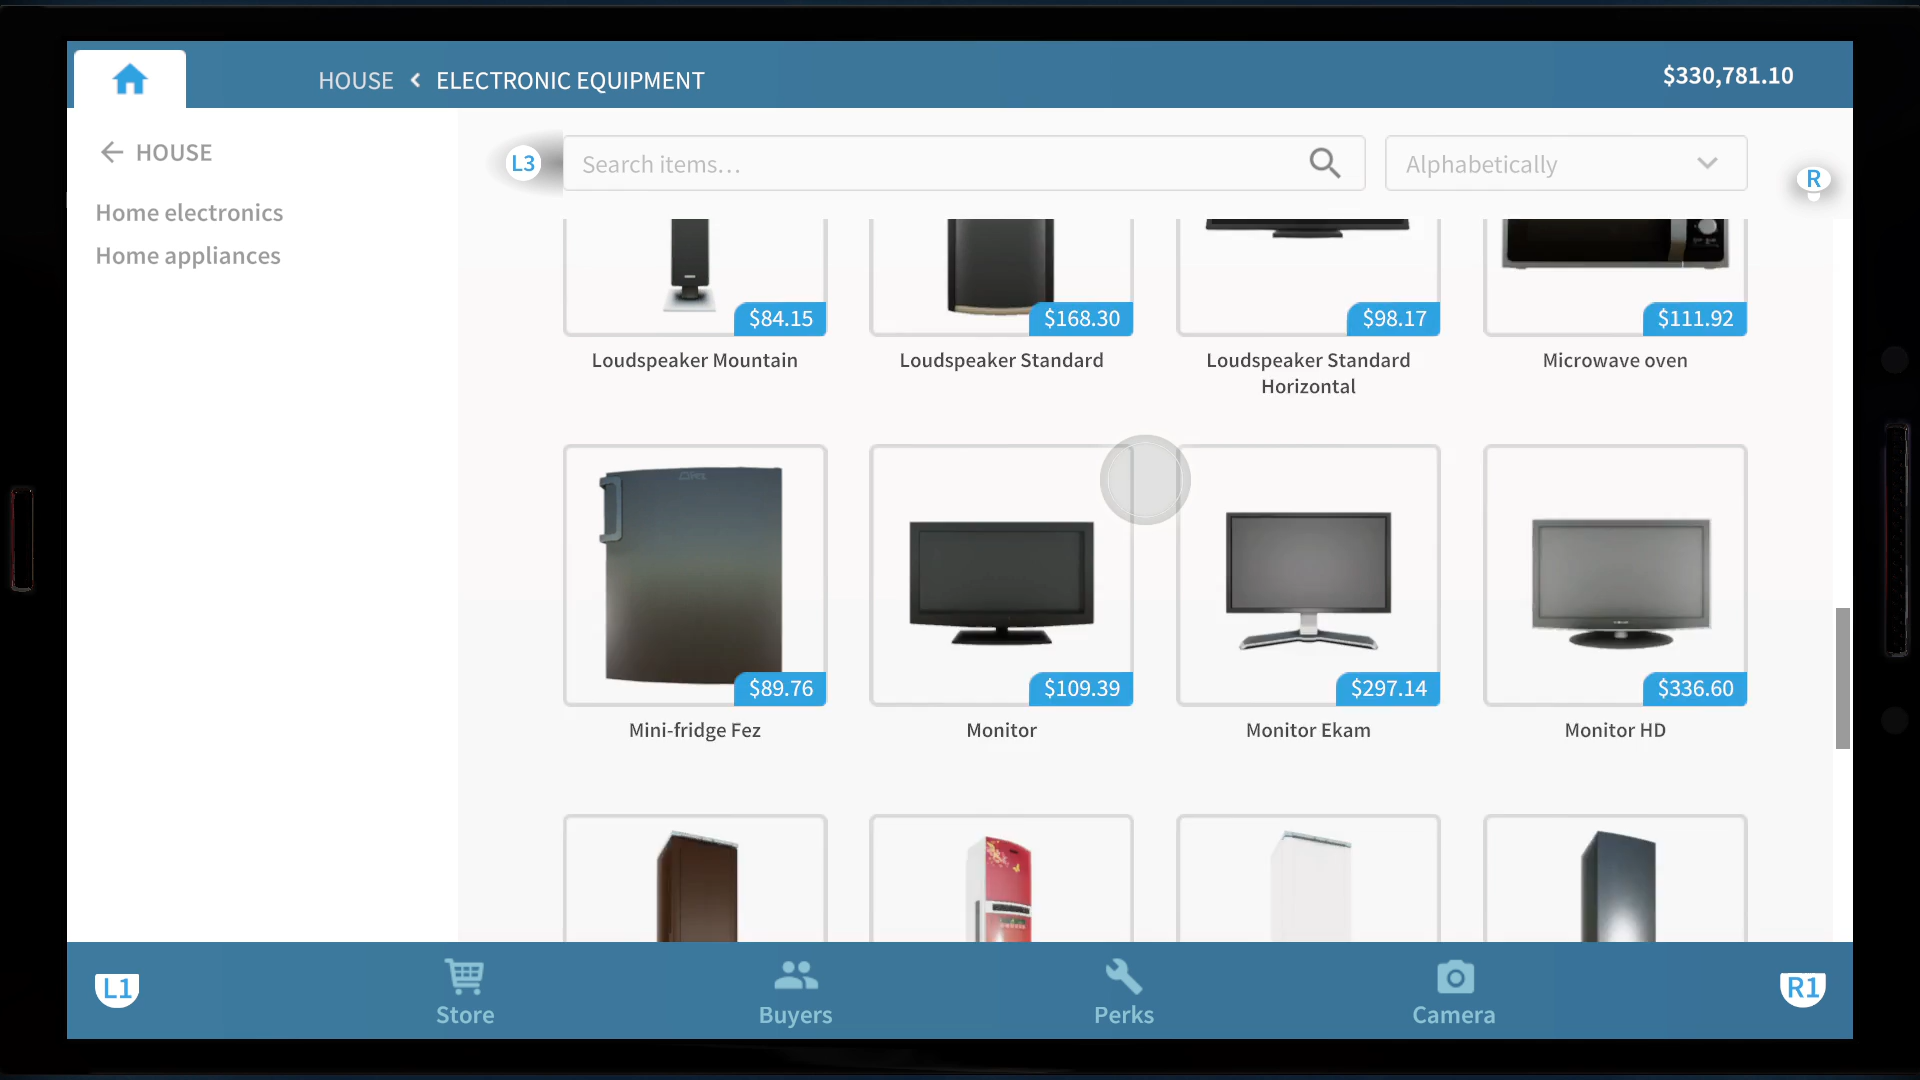 HOUSE < ELECTRONIC EQUIPMENT
$330,781.10
HOUSE
Home electronics
Home appliances
L3
Search items...
Alphabetically
R
$84.15
$168.30
$98.17
$111.92
Loudspeaker Mountain
Loudspeaker Standard
Loudspeaker Standard
Horizontal
Microwave oven
$89.76
$109.39
$297.14
$336.60
Mini-fridge Fez
Monitor
Monitor Ekam
Monitor HD
L1
Store
Buyers
Perks
Camera
R1